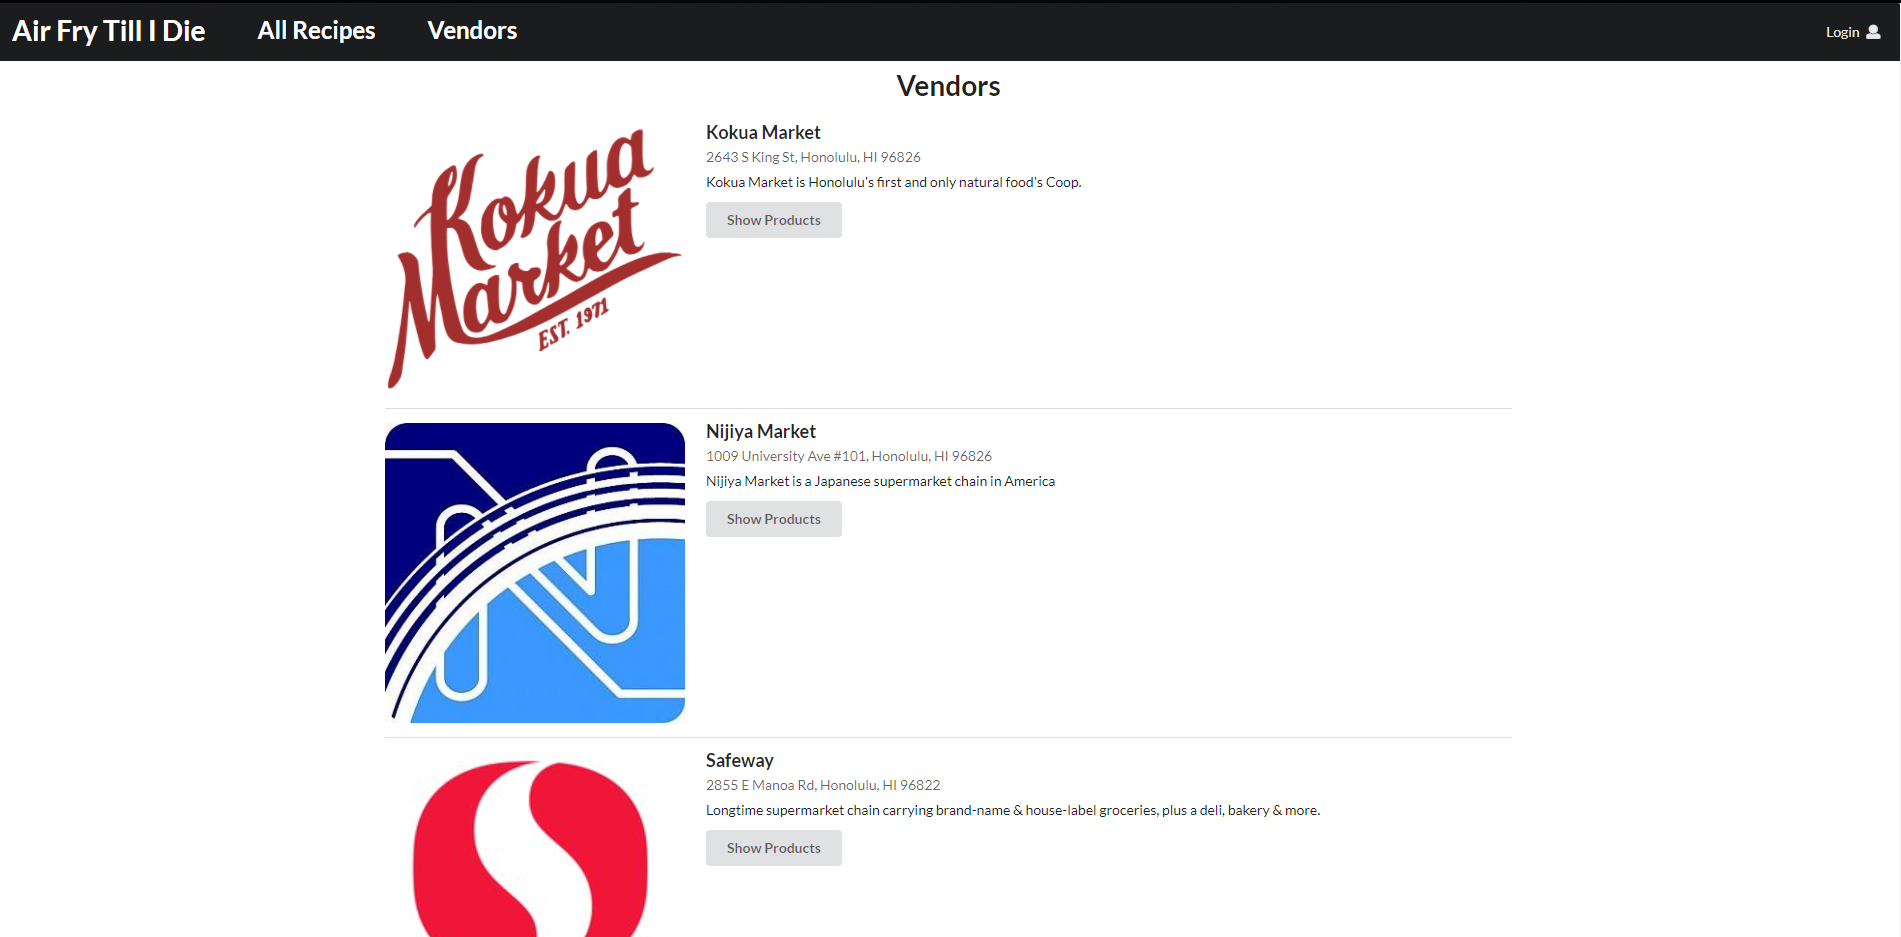 Air Fry Till I Die All Recipes Vendors Login
Vendors
Kokua
Market
EST. 1971
Kokua Market
2643 S King St, Honolulu, HI 96826
Kokua Market is Honolulu's first and only natural food's Coop.
Show Products
Nijiya Market
1009 University Ave #101, Honolulu, HI 96826
Nijiya Market is a Japanese supermarket chain in America
Show Products
Safeway
2855 E Manoa Rd, Honolulu, HI 96822
Longtime supermarket chain carrying brand-name & house-label groceries, plus a deli, bakery & more.
Show Products